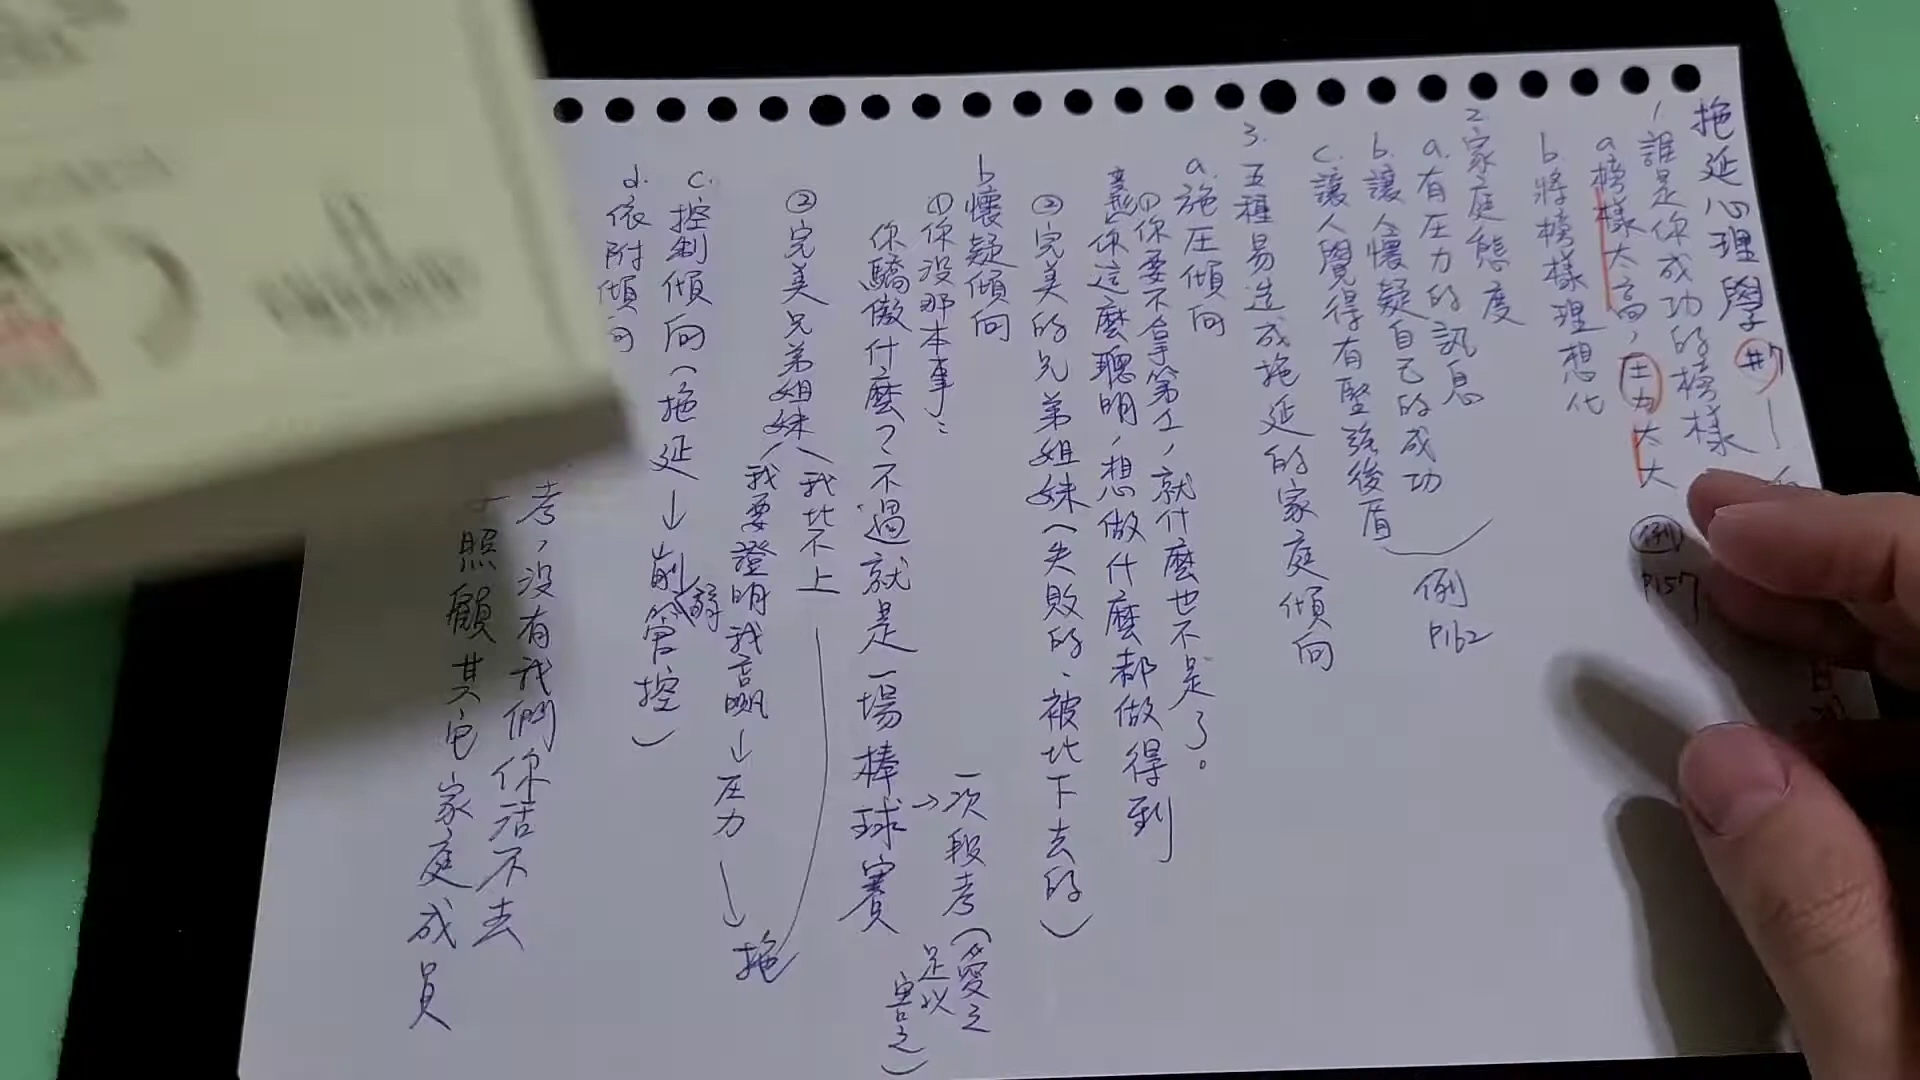 拖延心理學 #7
1. 誰是你成功的榜樣
a. 榜樣太高，壓力太大 例 P157
b. 將榜樣理想化
2. 家庭態度
a. 有壓力的訊息
b. 讓人懷疑自己的成功
c. 讓人覺得有堅強後盾
例 P162
3. 五種易造成拖延的家庭傾向
a. 施壓傾向
①你要不拿第1，就什麼也不是了。
你這麼聰明，想做什麼都做得到
②完美的兄弟姐妹（失敗的、被比下去的）
b 懷疑傾向
①你沒那本事；
你驕傲什麼？不過就是一場棒球賽
→一次段考（愛之
足以
害之）
②完美兄弟姐妹
我比不上
我要證明我會贏→壓力→拖
c. 控制傾向（拖延→削管控）
d. 依附傾向
考，沒有我們你活不去
照顧其它家庭成員